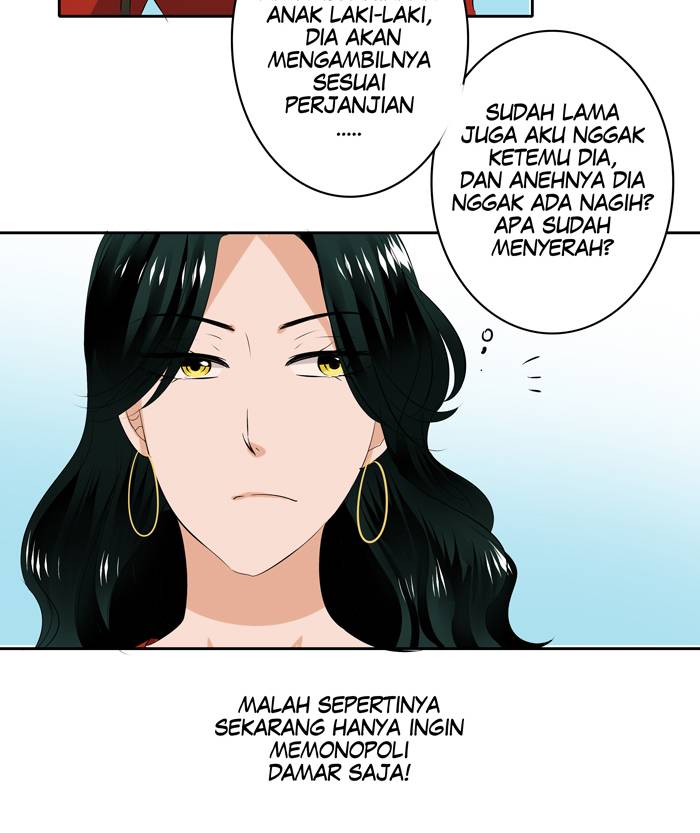 ANAK LAKI-LAKI,
DIA AKAN
MENGAMBILNYA
SESUAI
PERJANJIAN
.....
SUDAH LAMA
JUGA AKU NGGAK
KETEMU DIA,
DAN ANEHNYA DIA
NGGAK ADA NAGIH?
APA SUDAH
MENYERAH?
MALAH SEPERTINYA
SEKARANG HANYA INGIN
MEMONOPOLI
DAMAR SAJA!